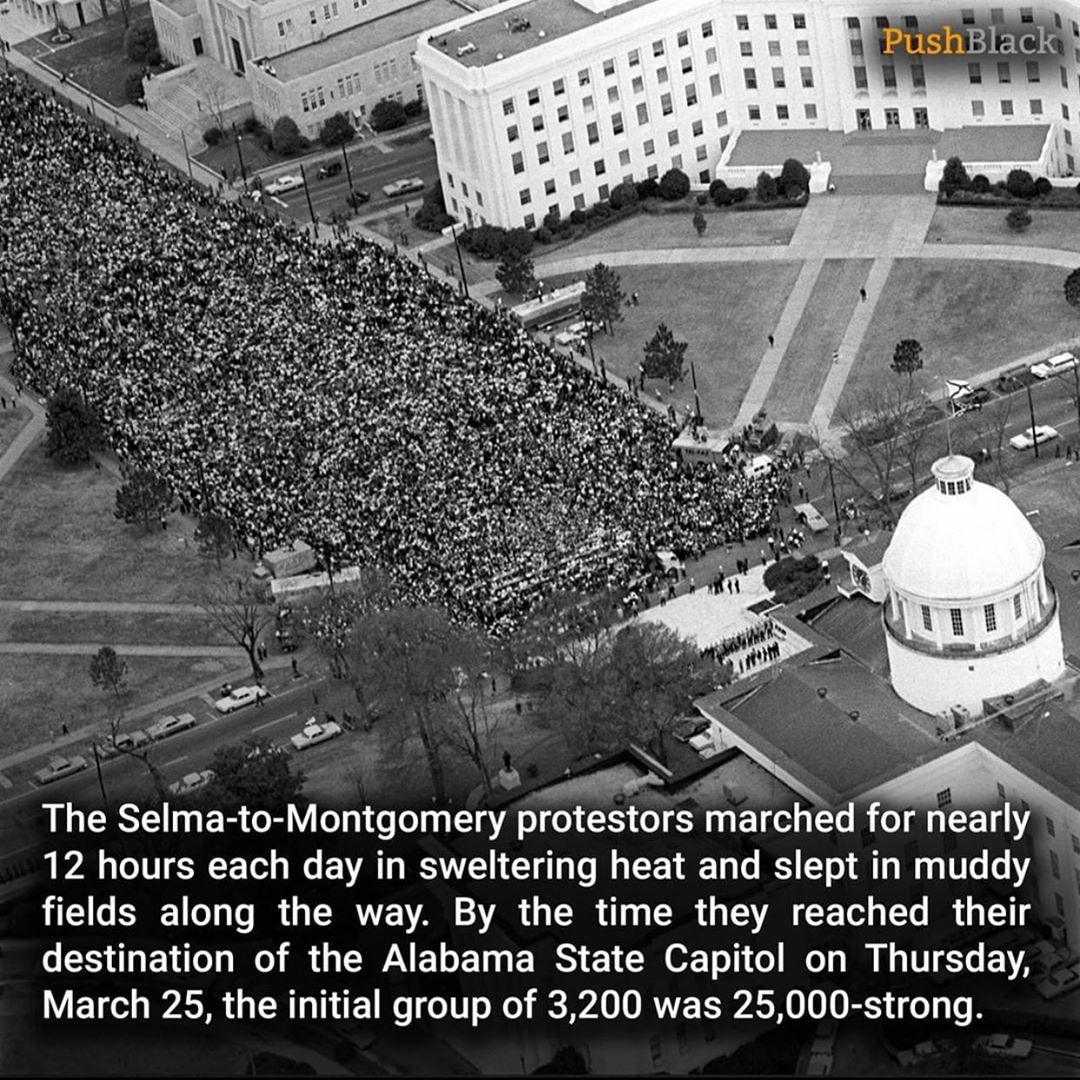 PushBlack
TEL-FAX
The Selma-to-Montgomery protestors marched for nearly
12 hours each day in sweltering heat and slept in muddy
fields along the way. By the time they reached their
destination of the Alabama State Capitol on Thursday,
March 25, the initial group of 3,200 was 25,000-strong.